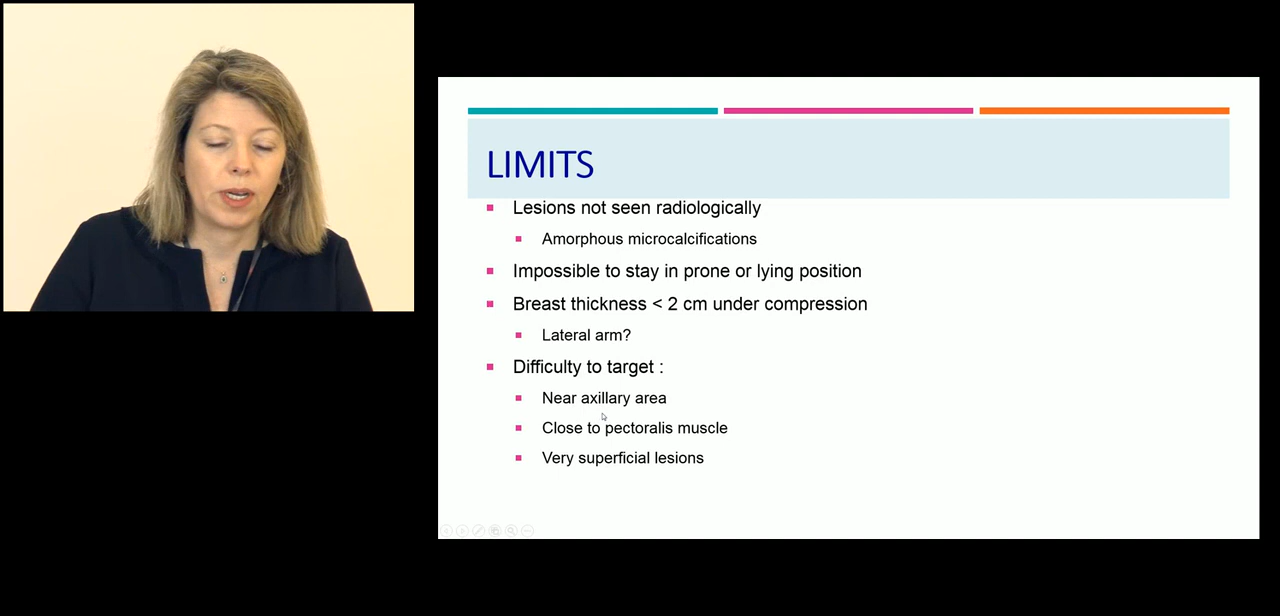 LIMITS
Lesions not seen radiologically
Amorphous microcalcifications
Impossible to stay in prone or lying position
Breast thickness < 2 cm under compression
Lateral arm?
Difficulty to target :
Near axillary area
Close to pectoralis muscle
Very superficial lesions